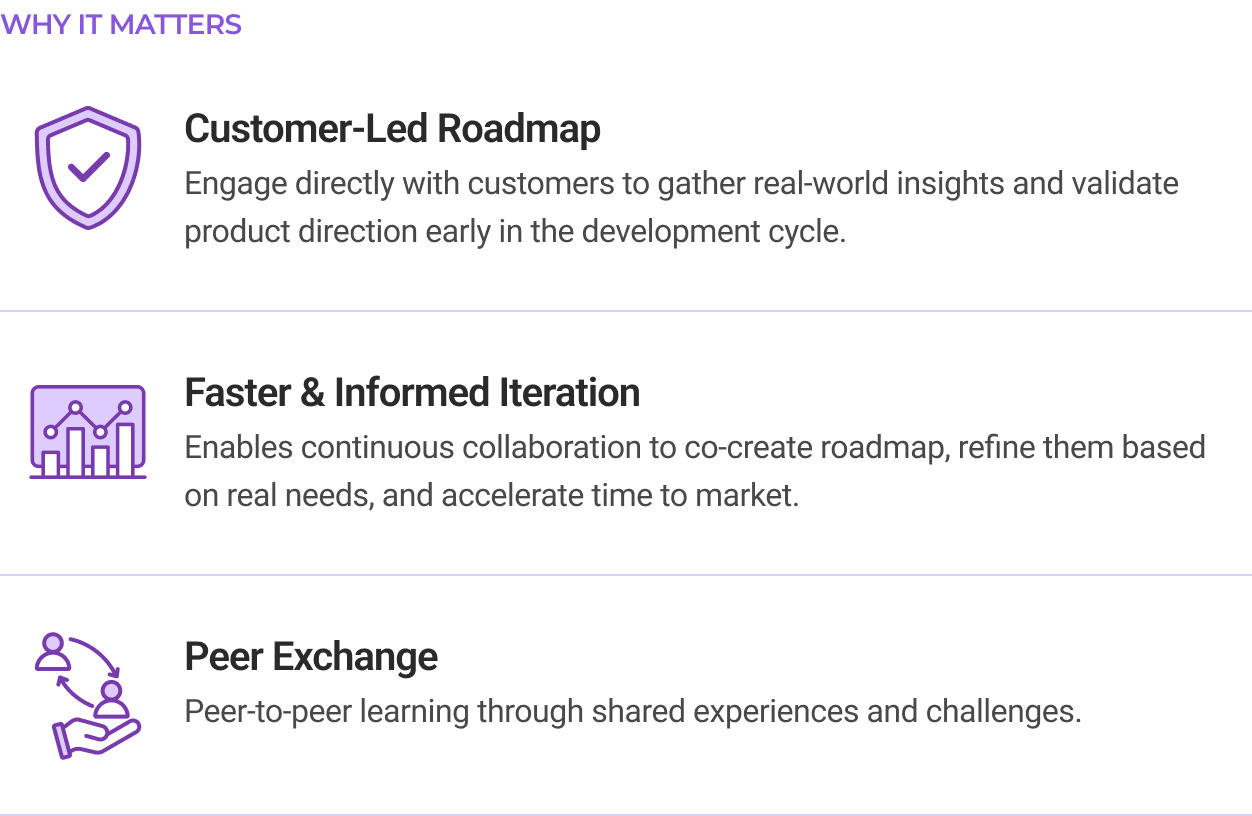 WHY IT MATTERS
Customer-Led Roadmap
Engage directly with customers to gather real-world insights and validate
product direction early in the development cycle.
Faster & Informed Iteration
Enables continuous collaboration to co-create roadmap, refine them based
on real needs, and accelerate time to market.
Peer Exchange
Peer-to-peer learning through shared experiences and challenges.